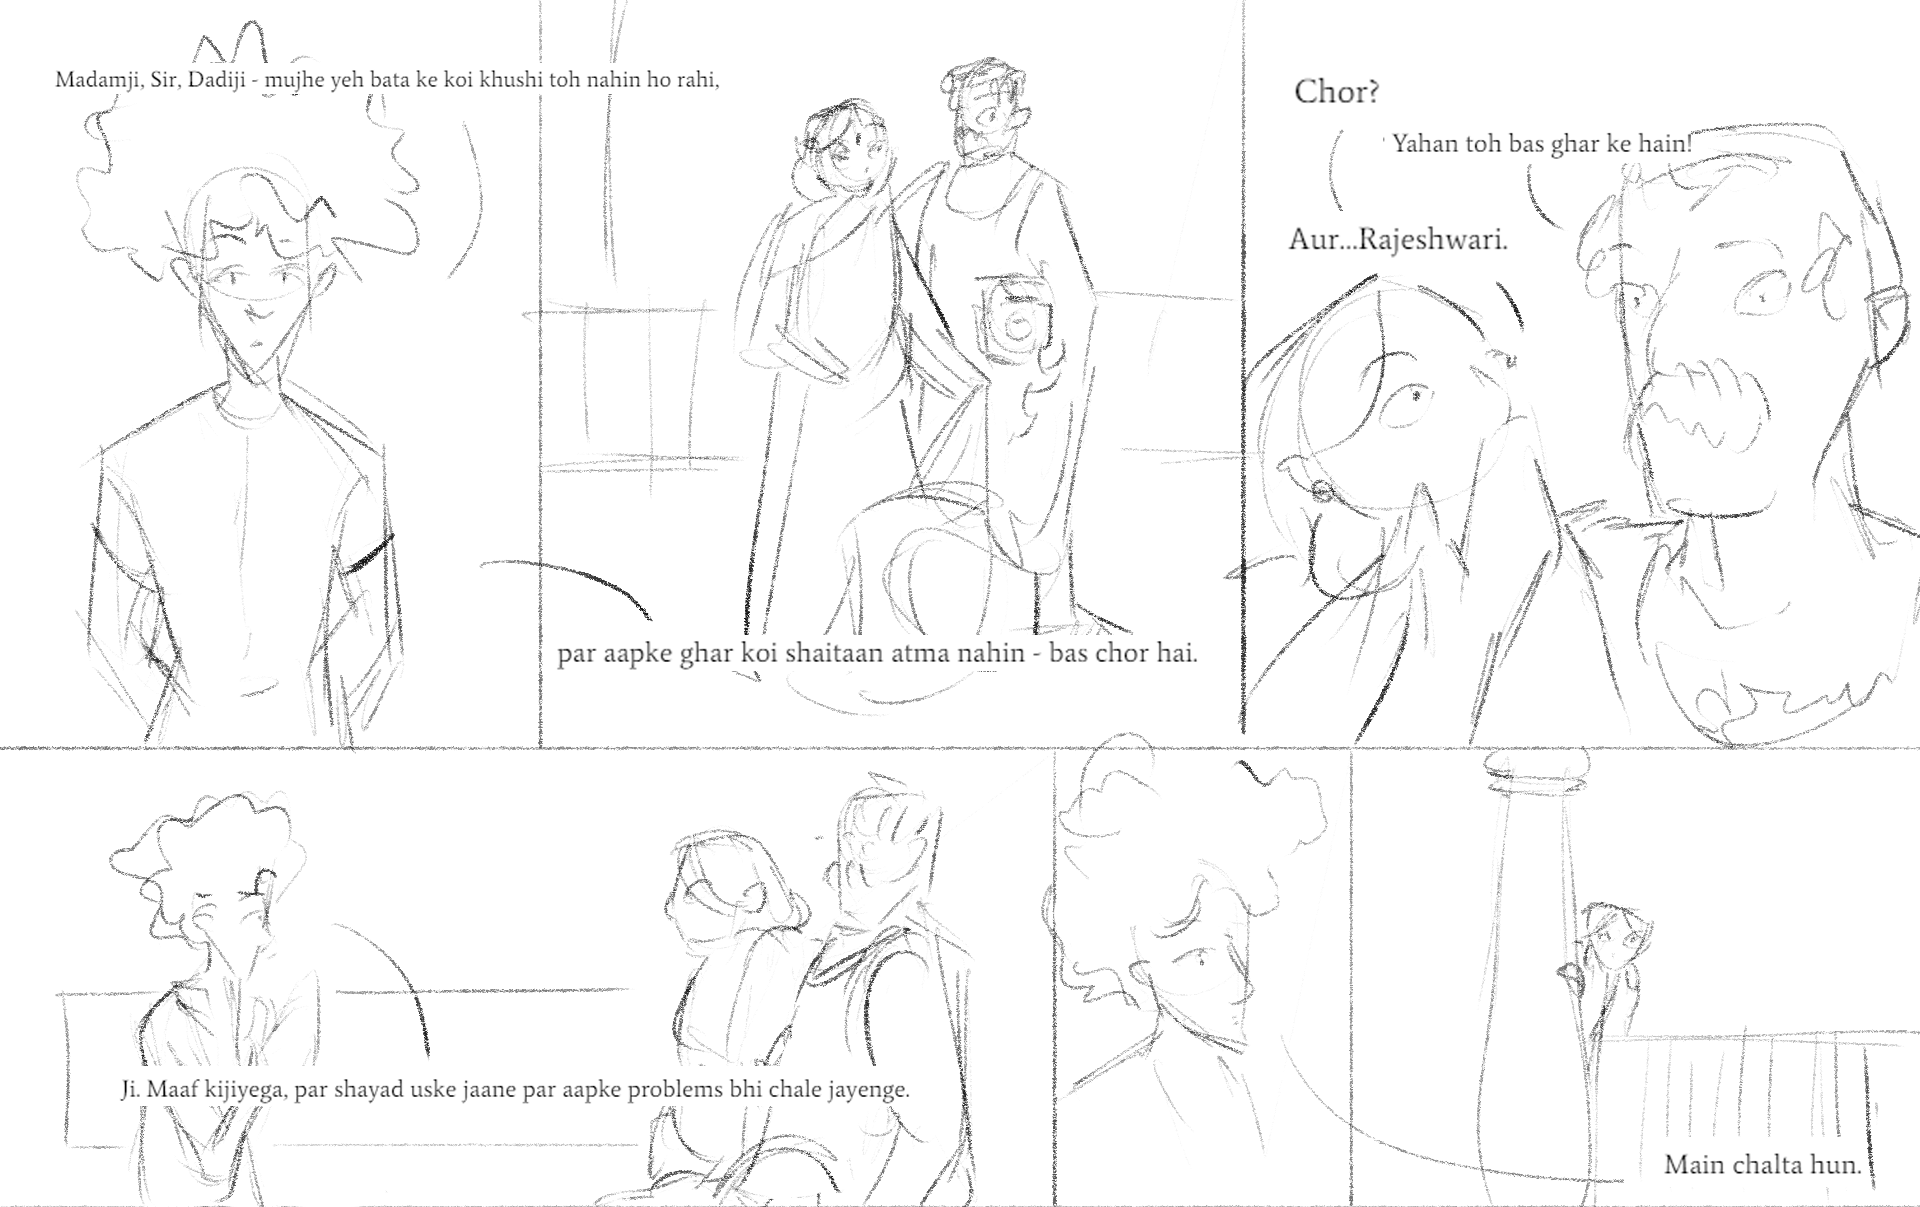 Madamji, Sir, Dadiji - mujhe yeh bata ke koi khushi toh nahin ho rahi,
par aapke ghar koi shaitaan atma nahin - bas chor hai.
Chor?
Yahan toh bas ghar ke hain!
Aur...Rajeshwari.
Ji. Maaf kijiyega, par shayad uske jaane par aapke problems bhi chale jayenge.
Main chalta hun.